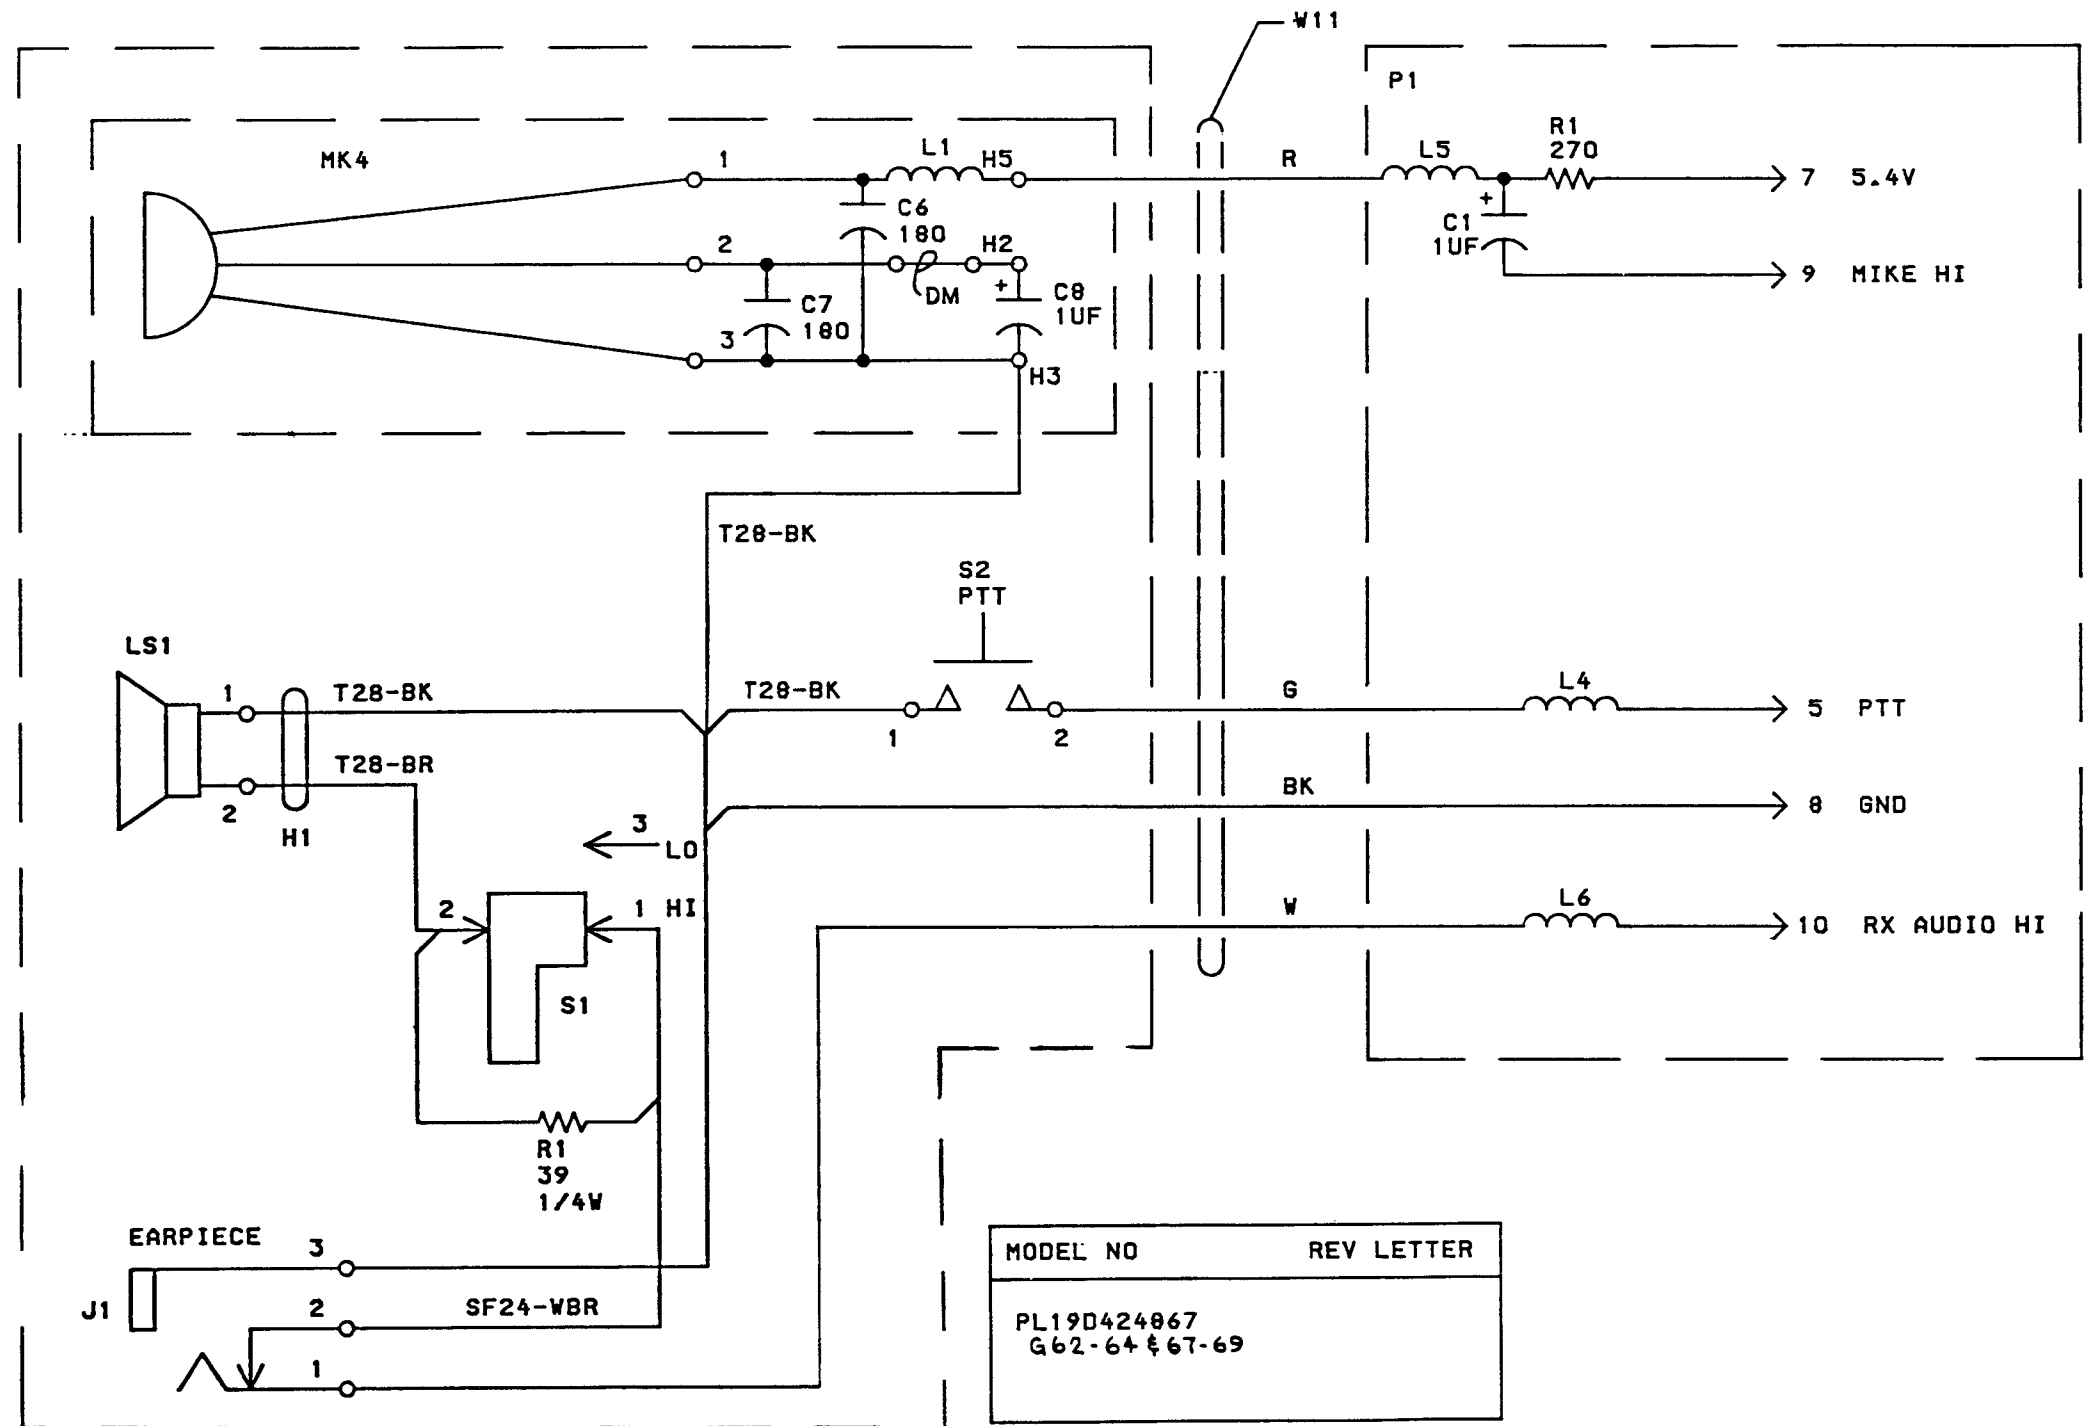 W11
P1
MK4
1
L1
H5
R
L5
R1
270
7 5.4V
C6
180
+
C1
1UF
2
H2
9 MIKE HI
DM
+
C8
1UF
C7
180
3
H3
T28-BK
S2
PTT
LS1
1
T28-BK
T28-BK
1
2
G
L4
5 PTT
T28-BR
2
H1
BK
8 GND
3
LO
2
1 HI
W
L6
10 RX AUDIO HI
S1
R1
39
1/4W
EARPIECE
3
J1
2
SF24-WBR
1
MODEL NO REV LETTER
PL19D424867
G62-64 & 67-69